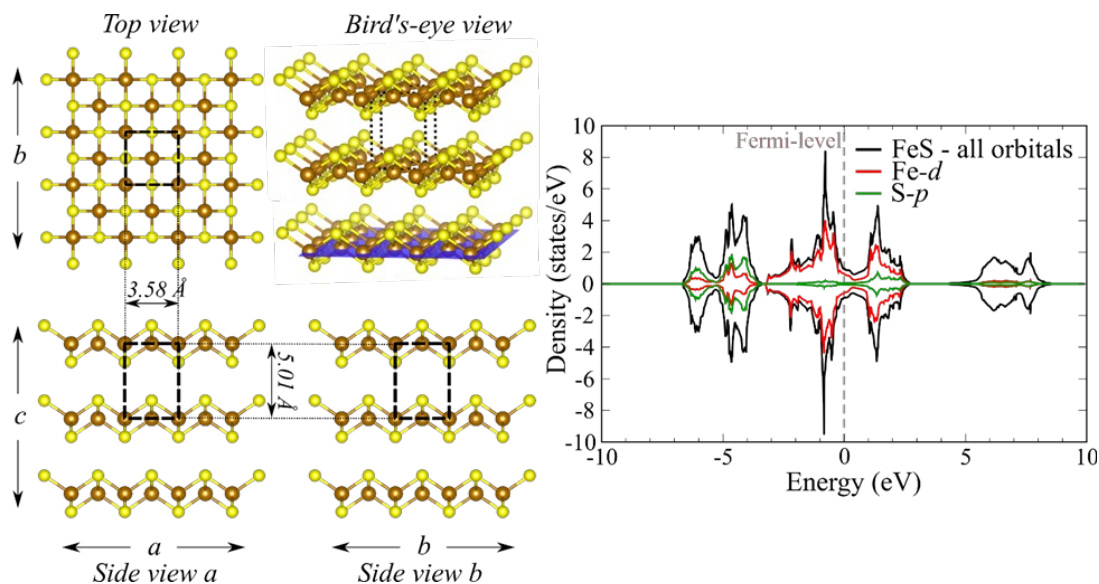 Top view
Bird's-eye view
b
3.58 Å
5.01 Å
c
a
Side view a
b
Side view b
Fermi-level
FeS - all orbitals
Fe-d
S-p
Density (states/eV)
10
8
6
4
2
0
-2
-4
-6
-8
-10
-10
-5
0
5
10
Energy (eV)